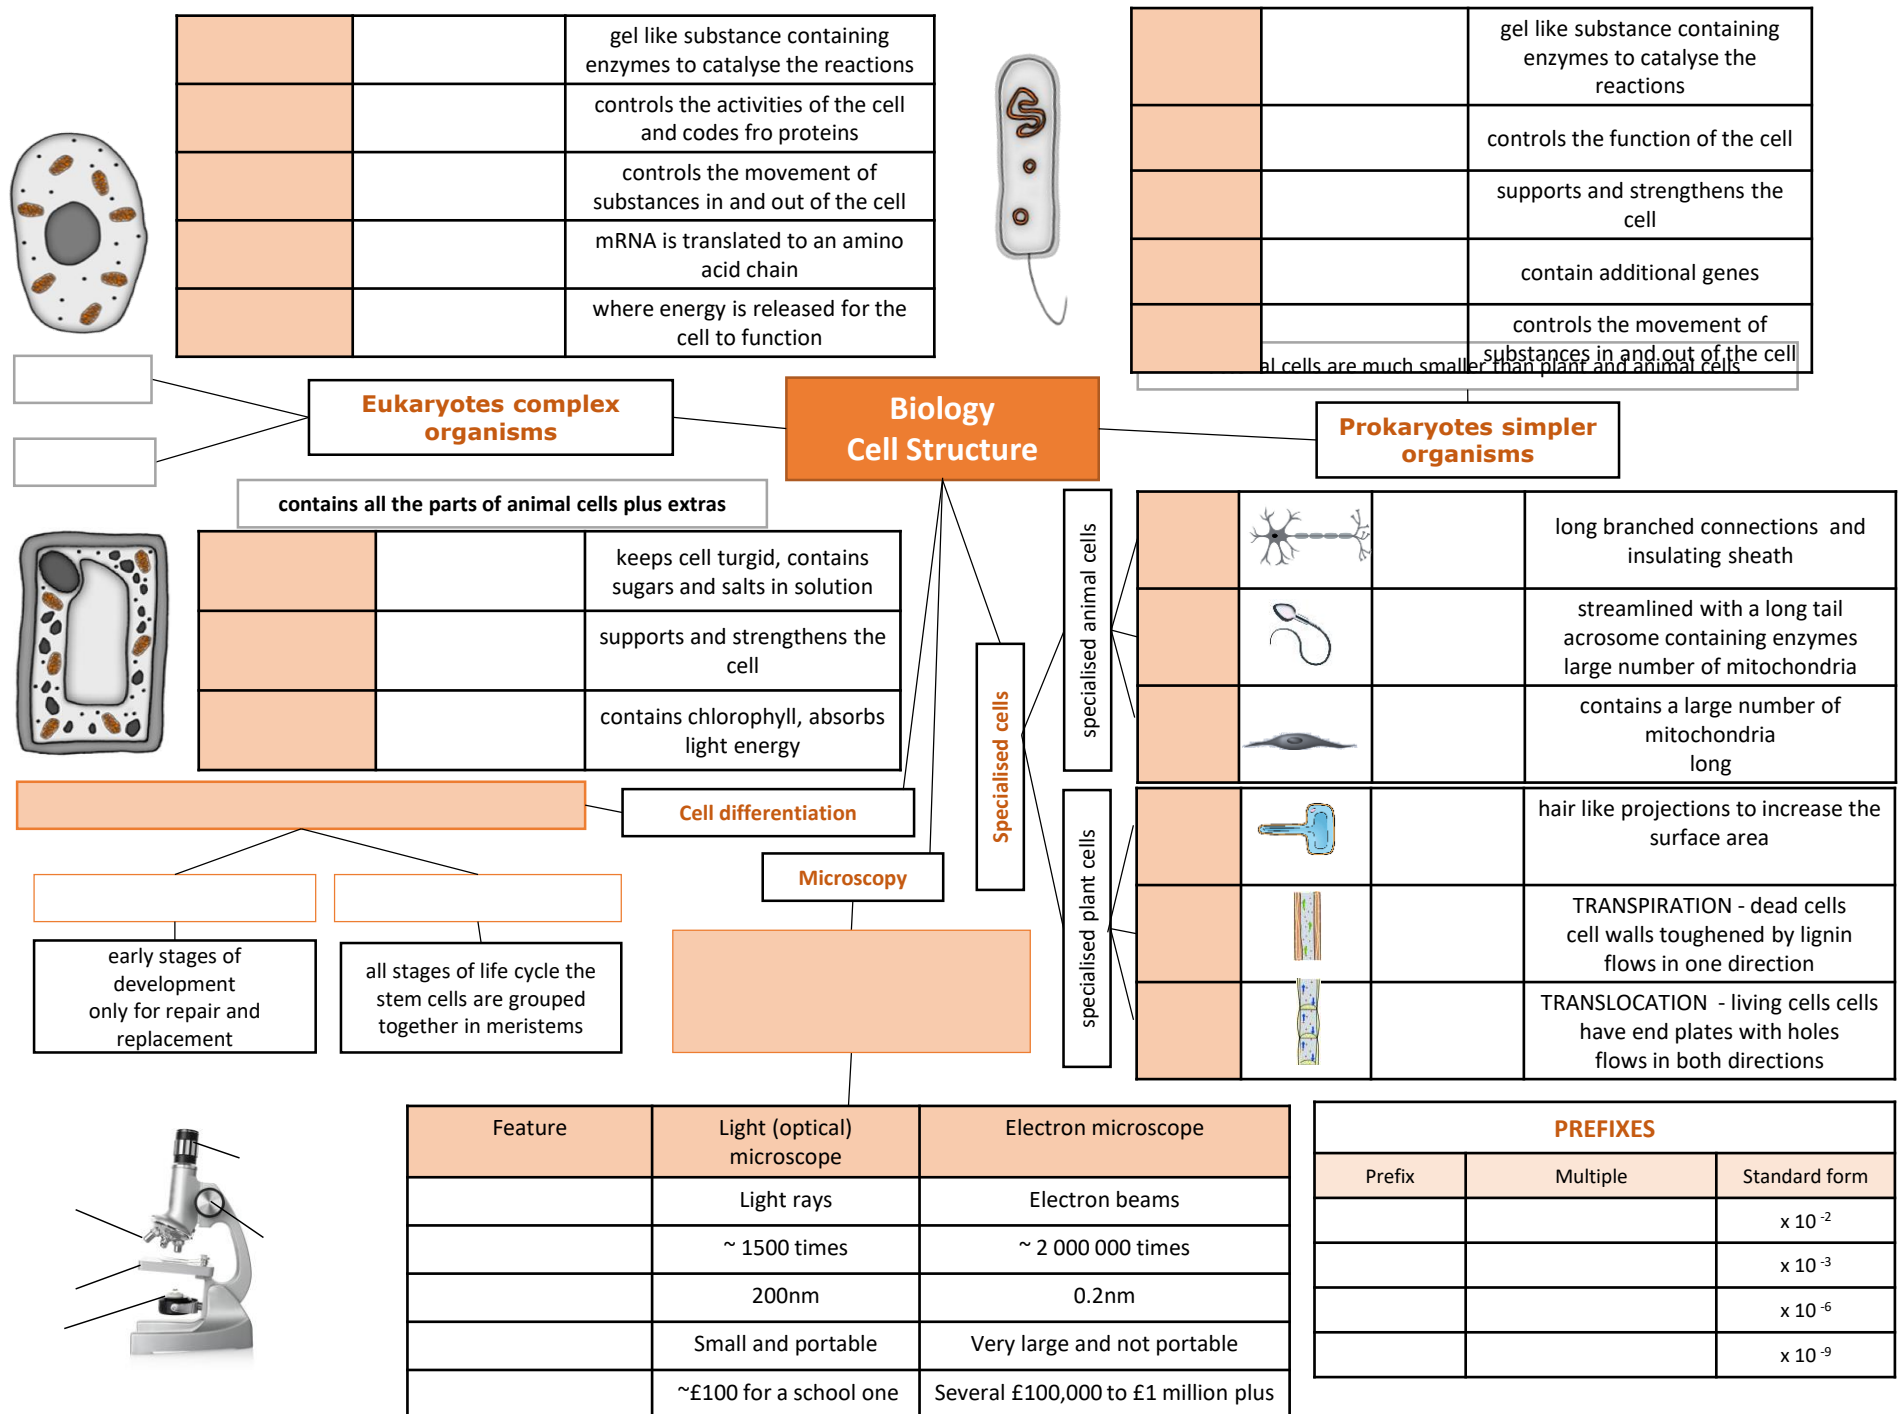 gel like substance containing
enzymes to catalyse the reactions
controls the activities of the cell
and codes fro proteins
controls the movement of
substances in and out of the cell
mRNA is translated to an amino
acid chain
where energy is released for the
cell to function
gel like substance containing
enzymes to catalyse the
reactions
controls the function of the cell
supports and strengthens the
cell
contain additional genes
controls the movement of
substances in and out of the cell
al cells are much smaller than plant and animal cells
Eukaryotes complex
organisms
Biology
Cell Structure
Prokaryotes simpler
organisms
contains all the parts of animal cells plus extras
keeps cell turgid, contains
sugars and salts in solution
supports and strengthens the
cell
contains chlorophyll, absorbs
light energy
specialised animal cells
long branched connections and
insulating sheath
streamlined with a long tail
acrosome containing enzymes
large number of mitochondria
contains a large number of
mitochondria
long
Specialised cells
Cell differentiation
Microscopy
specialised plant cells
hair like projections to increase the
surface area
TRANSPIRATION - dead cells
cell walls toughened by lignin
flows in one direction
TRANSLOCATION - living cells cells
have end plates with holes
flows in both directions
early stages of
development
only for repair and
replacement
all stages of life cycle the
stem cells are grouped
together in meristems
Feature
Light (optical)
microscope
Electron microscope
Light rays
Electron beams
~ 1500 times
~ 2 000 000 times
200nm
0.2nm
Small and portable
Very large and not portable
~£100 for a school one
Several £100,000 to £1 million plus
PREFIXES
Prefix
Multiple
Standard form
x 10 -2
x 10 -3
x 10 -6
x 10 -9